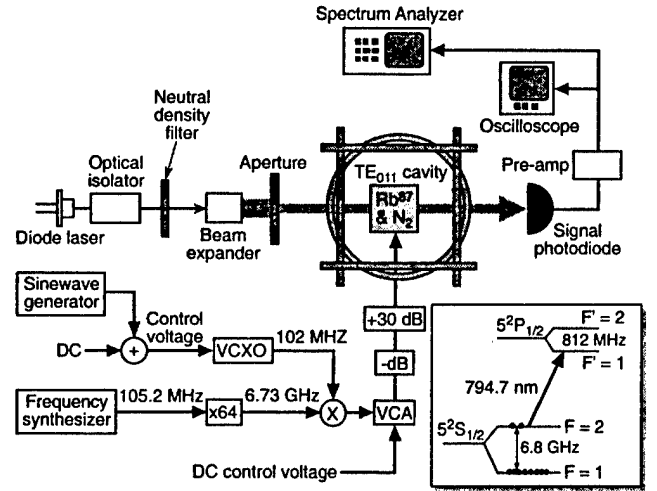 Spectrum Analyzer
Neutral
density
filter
Optical
isolator
Aperture
TE011 cavity
Oscilloscope
Pre-amp
Rb87
& N2
Diode laser
Beam
expander
Signal
photodiode
Sinewave
generator
Control
voltage
DC
+
VCXO
102 MHZ
+30 dB
-dB
Frequency
synthesizer
105.2 MHz
x64
6.73 GHz
X
VCA
DC control voltage
F' = 2
5²P1/2
812 MHz
F' = 1
794.7 nm
5²S1/2
F = 2
6.8 GHz
F = 1